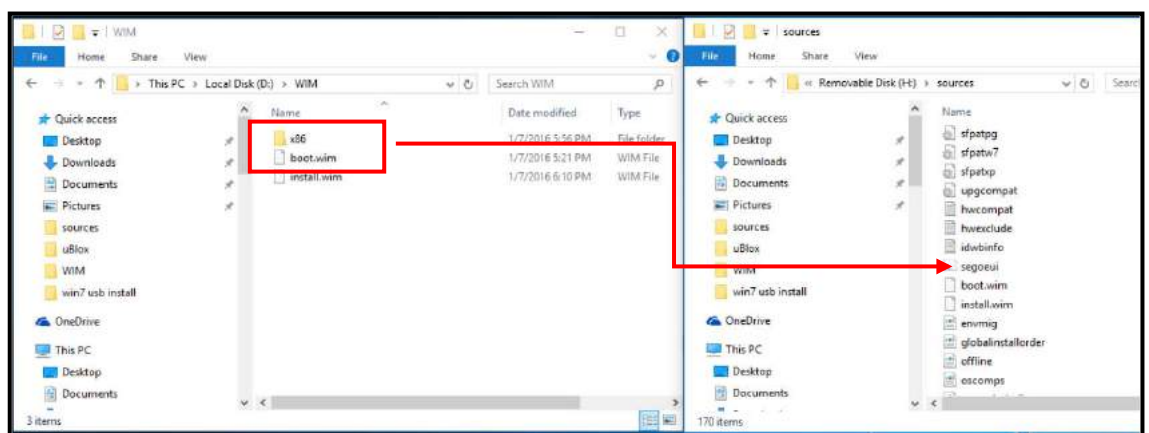 WIM
File Home Share View
This PC > Local Disk (D:) > WIM
Search WIM
Quick access
Desktop
Downloads
Documents
Pictures
sources
uBlox
WIM
win7 usb install
OneDrive
This PC
Desktop
Documents
Name Date modified Type
x86 1/7/2016 5:56 PM File folder
boot.wim 1/7/2016 5:21 PM WIM File
install.wim 1/7/2016 6:10 PM WIM File
3 items
sources
File Home Share View
« Removable Disk (H:) > sources
Searc
Quick access
Desktop
Downloads
Documents
Pictures
sources
uBlox
WIM
win7 usb install
OneDrive
This PC
Desktop
Documents
Name
sfpatpg
sfpatw7
sfpatxp
upgcompat
hwcompat
hwexclude
idwbinfo
segoeui
boot.wim
install.wim
envmig
globalinstallorder
offline
oscomps
170 items